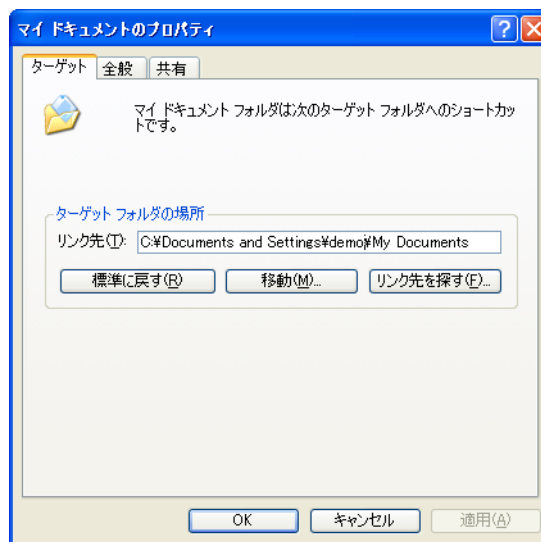 マイ ドキュメントのプロパティ
ターゲット 全般 共有
マイ ドキュメント フォルダは次のターゲット フォルダへのショートカッ
トです。
ターゲット フォルダの場所
リンク先(T): C:¥Documents and Settings¥demo¥My Documents
標準に戻す(R) 移動(M)... リンク先を探す(F)...
OK キャンセル 適用(A)